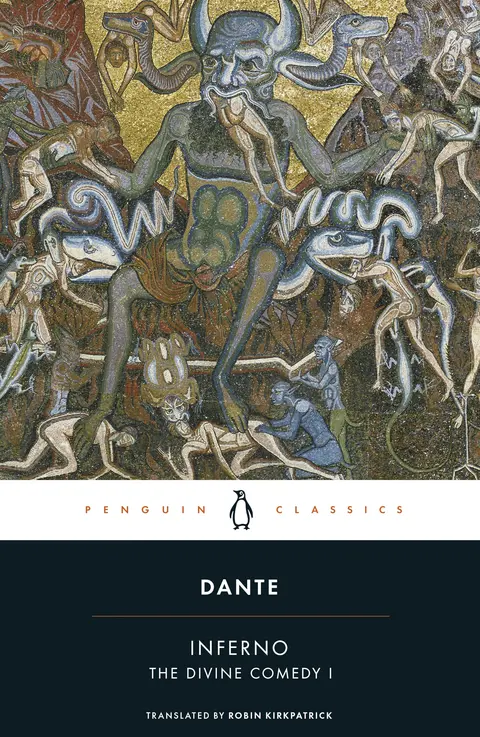 PENGUIN CLASSICS
DANTE
INFERNO
THE DIVINE COMEDY I
TRANSLATED BY ROBIN KIRKPATRICK